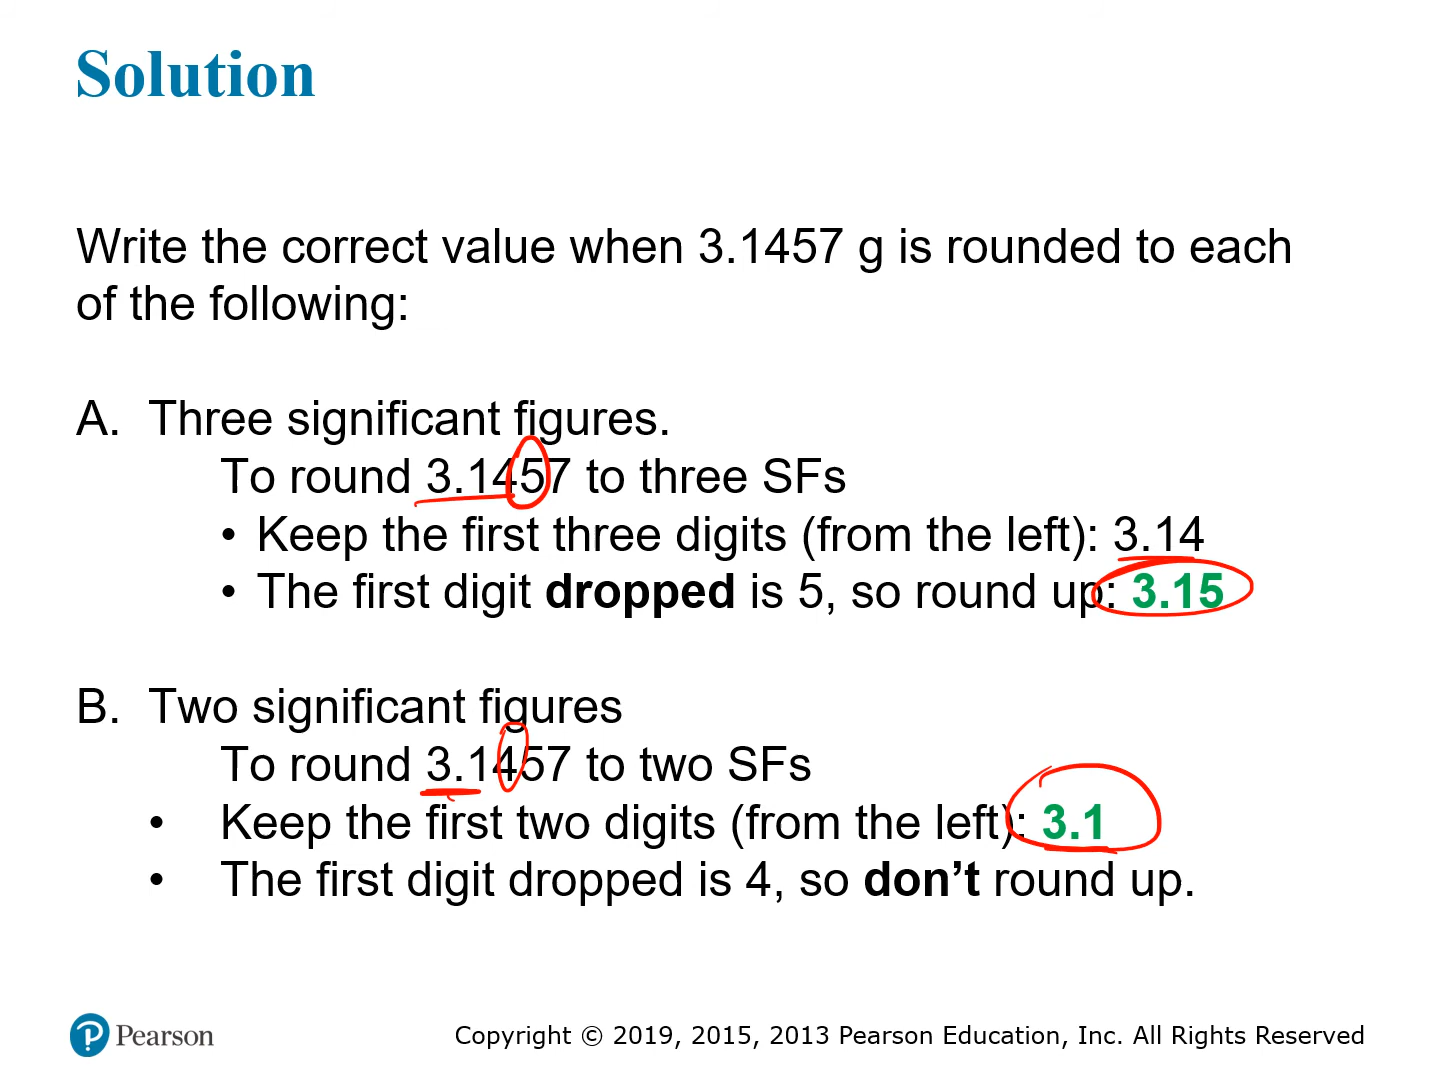 Solution
Write the correct value when 3.1457 g is rounded to each
of the following:
A. Three significant figures.
To round 3.1457 to three SFs
• Keep the first three digits (from the left): 3.14
• The first digit dropped is 5, so round up: 3.15
B. Two significant figures
To round 3.1457 to two SFs
• Keep the first two digits (from the left): 3.1
• The first digit dropped is 4, so don’t round up.
Pearson
Copyright © 2019, 2015, 2013 Pearson Education, Inc. All Rights Reserved